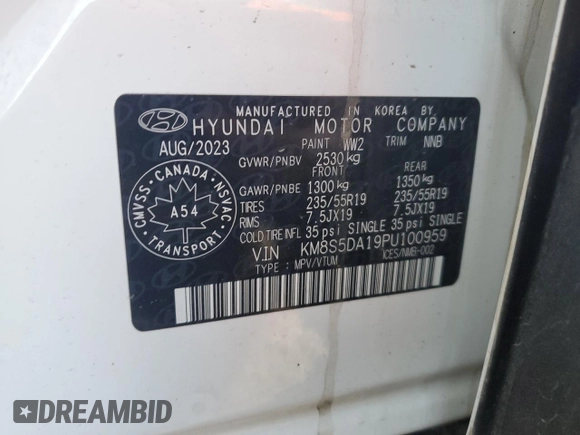 MANUFACTURED IN KOREA BY
HYUNDAI MOTOR COMPANY
AUG/2023 PAINT WW2 TRIM NNB
GVWR/PNBV 2530 kg
FRONT REAR
GAWR/PNBE 1300 kg 1350 kg
TIRES 235/55R19 235/55R19
RIMS 7.5JX19 7.5JX19
COLD TIRE INFL 35 psi SINGLE 35 psi SINGLE
V.I.N KM8S5DA19PU100959
TYPE : MPV/VTUM ICES/NMB-002
CMVSS · CANADA · NSVAC
A54
TRANSPORT
DREAMBID